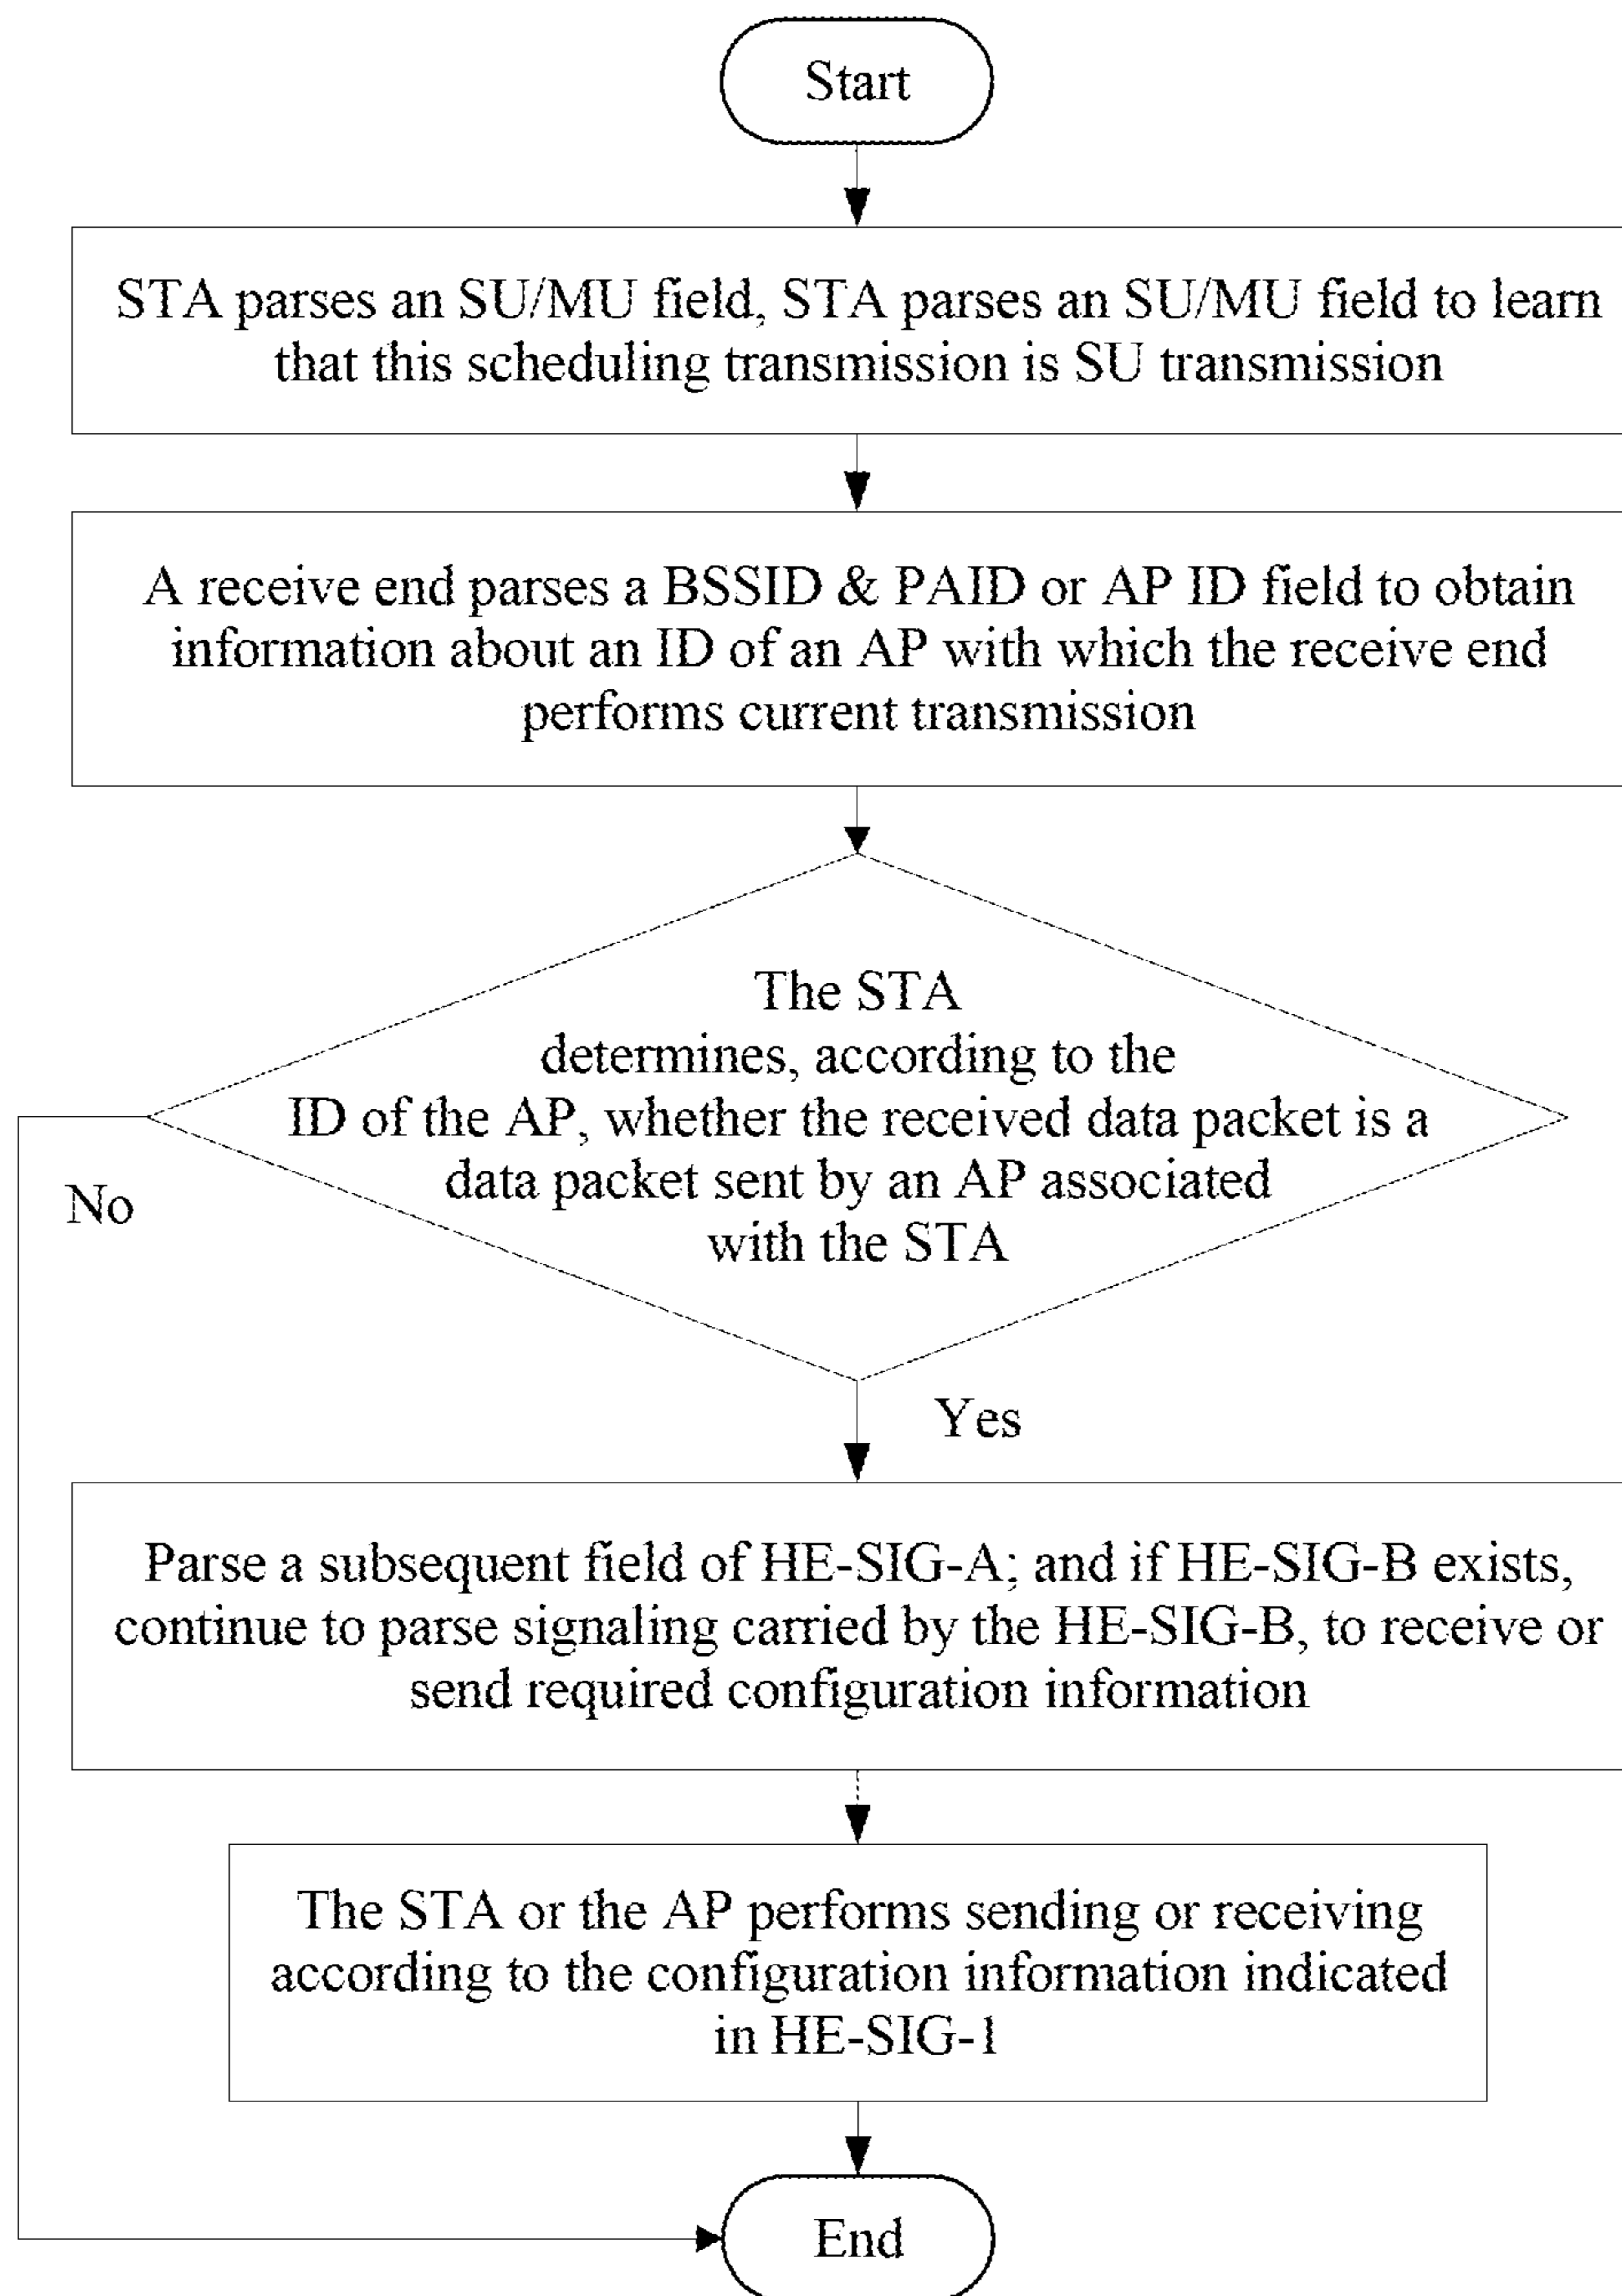 Start
STA parses an SU/MU field, STA parses an SU/MU field to learn
that this scheduling transmission is SU transmission
A receive end parses a BSSID & PAID or AP ID field to obtain
information about an ID of an AP with which the receive end
performs current transmission
The STA
determines, according to the
ID of the AP, whether the received data packet is a
data packet sent by an AP associated
with the STA
No
Yes
Parse a subsequent field of HE-SIG-A; and if HE-SIG-B exists,
continue to parse signaling carried by the HE-SIG-B, to receive or
send required configuration information
The STA or the AP performs sending or receiving
according to the configuration information indicated
in HE-SIG-1
End